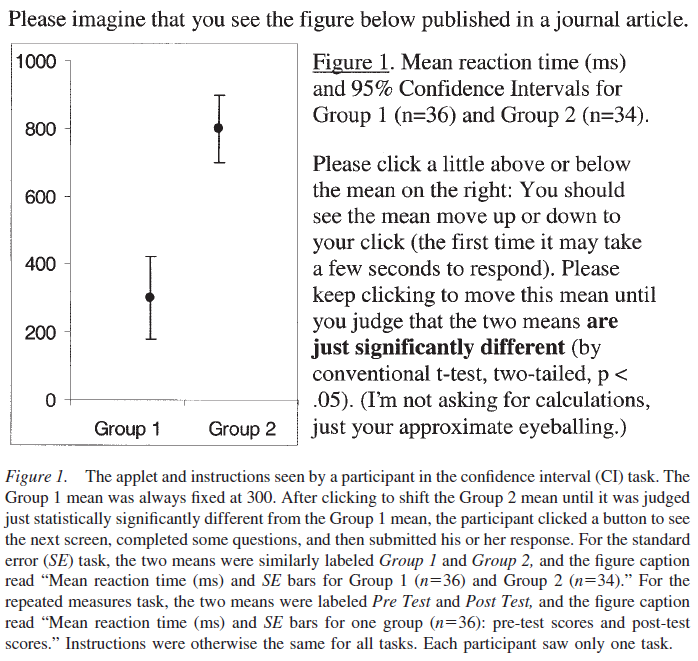 Please imagine that you see the figure below published in a journal article.
1000
800
600
400
200
0
Group 1
Group 2
Figure 1. Mean reaction time (ms)
and 95% Confidence Intervals for
Group 1 (n=36) and Group 2 (n=34).
Please click a little above or below
the mean on the right: You should
see the mean move up or down to
your click (the first time it may take
a few seconds to respond). Please
keep clicking to move this mean until
you judge that the two means are
just significantly different (by
conventional t-test, two-tailed, p <
.05). (I'm not asking for calculations,
just your approximate eyeballing.)
Figure 1. The applet and instructions seen by a participant in the confidence interval (CI) task. The
Group 1 mean was always fixed at 300. After clicking to shift the Group 2 mean until it was judged
just statistically significantly different from the Group 1 mean, the participant clicked a button to see
the next screen, completed some questions, and then submitted his or her response. For the standard
error (SE) task, the two means were similarly labeled Group 1 and Group 2, and the figure caption
read “Mean reaction time (ms) and SE bars for Group 1 (n=36) and Group 2 (n=34).” For the
repeated measures task, the two means were labeled Pre Test and Post Test, and the figure caption
read “Mean reaction time (ms) and SE bars for one group (n=36): pre-test scores and post-test
scores.” Instructions were otherwise the same for all tasks. Each participant saw only one task.